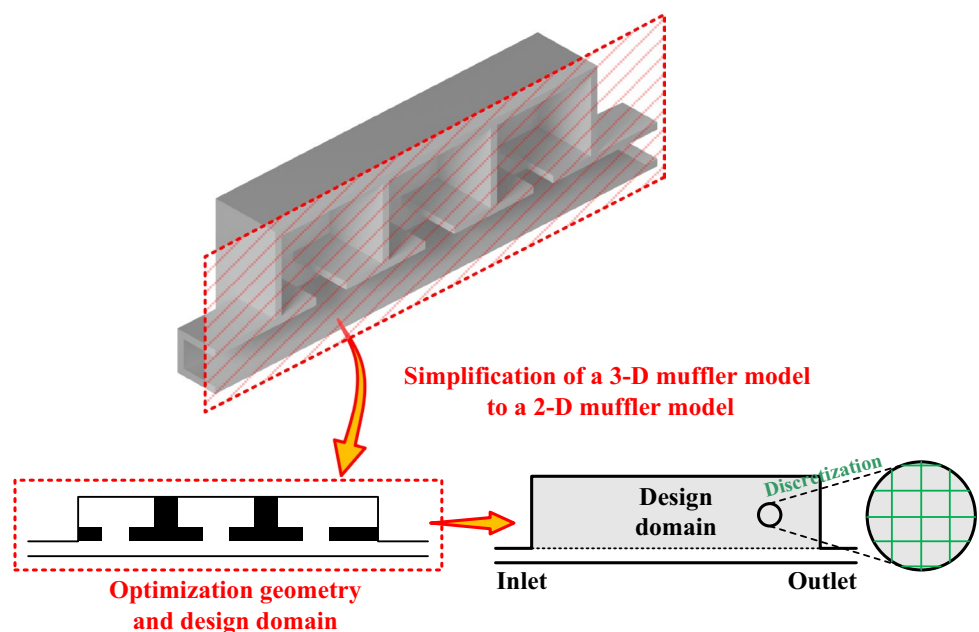 Simplification of a 3-D muffler model
to a 2-D muffler model
Discretization
Design
domain
Inlet
Outlet
Optimization geometry
and design domain